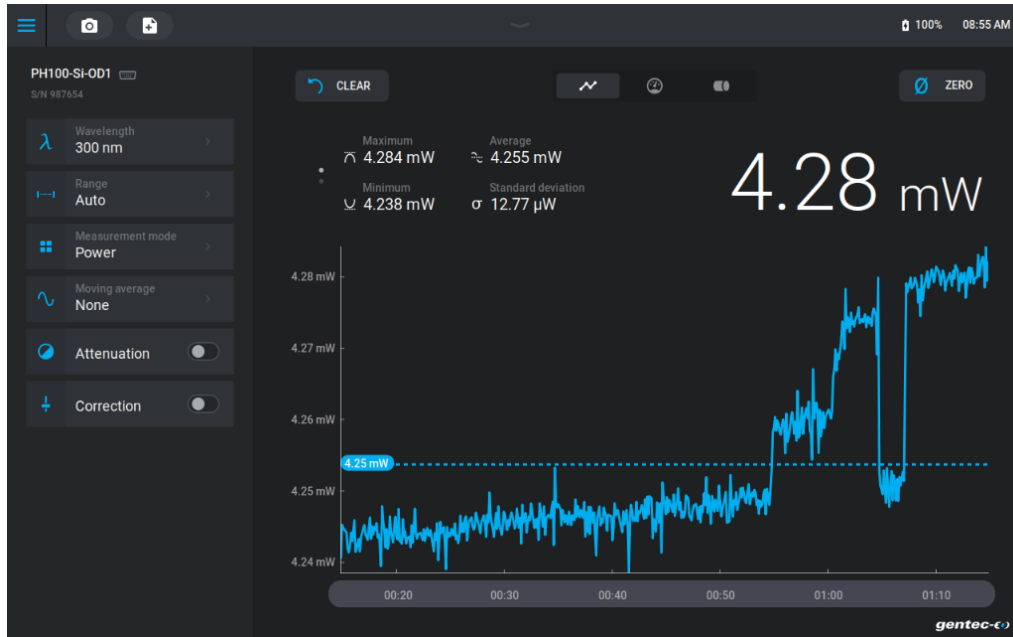 100% 08:55 AM
PH100-Si-OD1
S/N 987654
Wavelength
300 nm
Range
Auto
Measurement mode
Power
Moving average
None
Attenuation
Correction
CLEAR
ZERO
Maximum
4.284 mW
Average
4.255 mW
Minimum
4.238 mW
Standard deviation
σ 12.77 µW
4.28 mW
4.28 mW
4.27 mW
4.26 mW
4.25 mW
4.25 mW
4.24 mW
00:20 00:30 00:40 00:50 01:00 01:10
gentec-eo